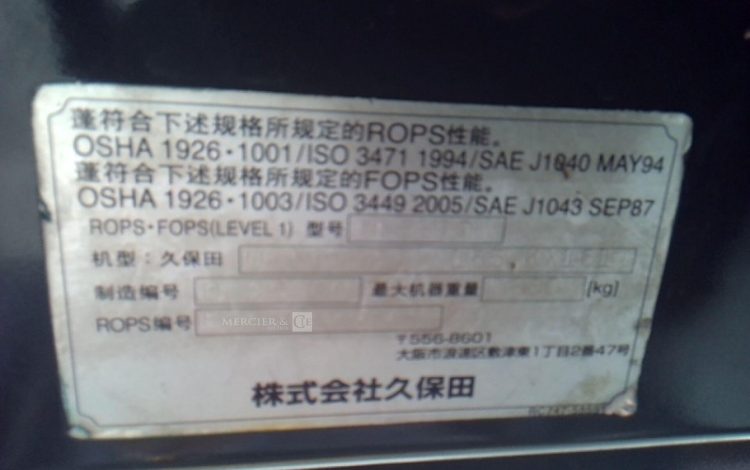 蓬符合下述规格所规定的ROPS性能。
OSHA 1926・1001/ISO 3471 1994/SAE J1040 MAY94
蓬符合下述规格所规定的FOPS性能。
OSHA 1926・1003/ISO 3449 2005/SAE J1043 SEP87
ROPS・FOPS(LEVEL 1) 型号
机型：久保田
制造编号 最大机器重量 [kg]
ROPS编号
MERCIER &
〒556-8601
大阪市浪速区敷津東1丁目2番47号
株式会社久保田